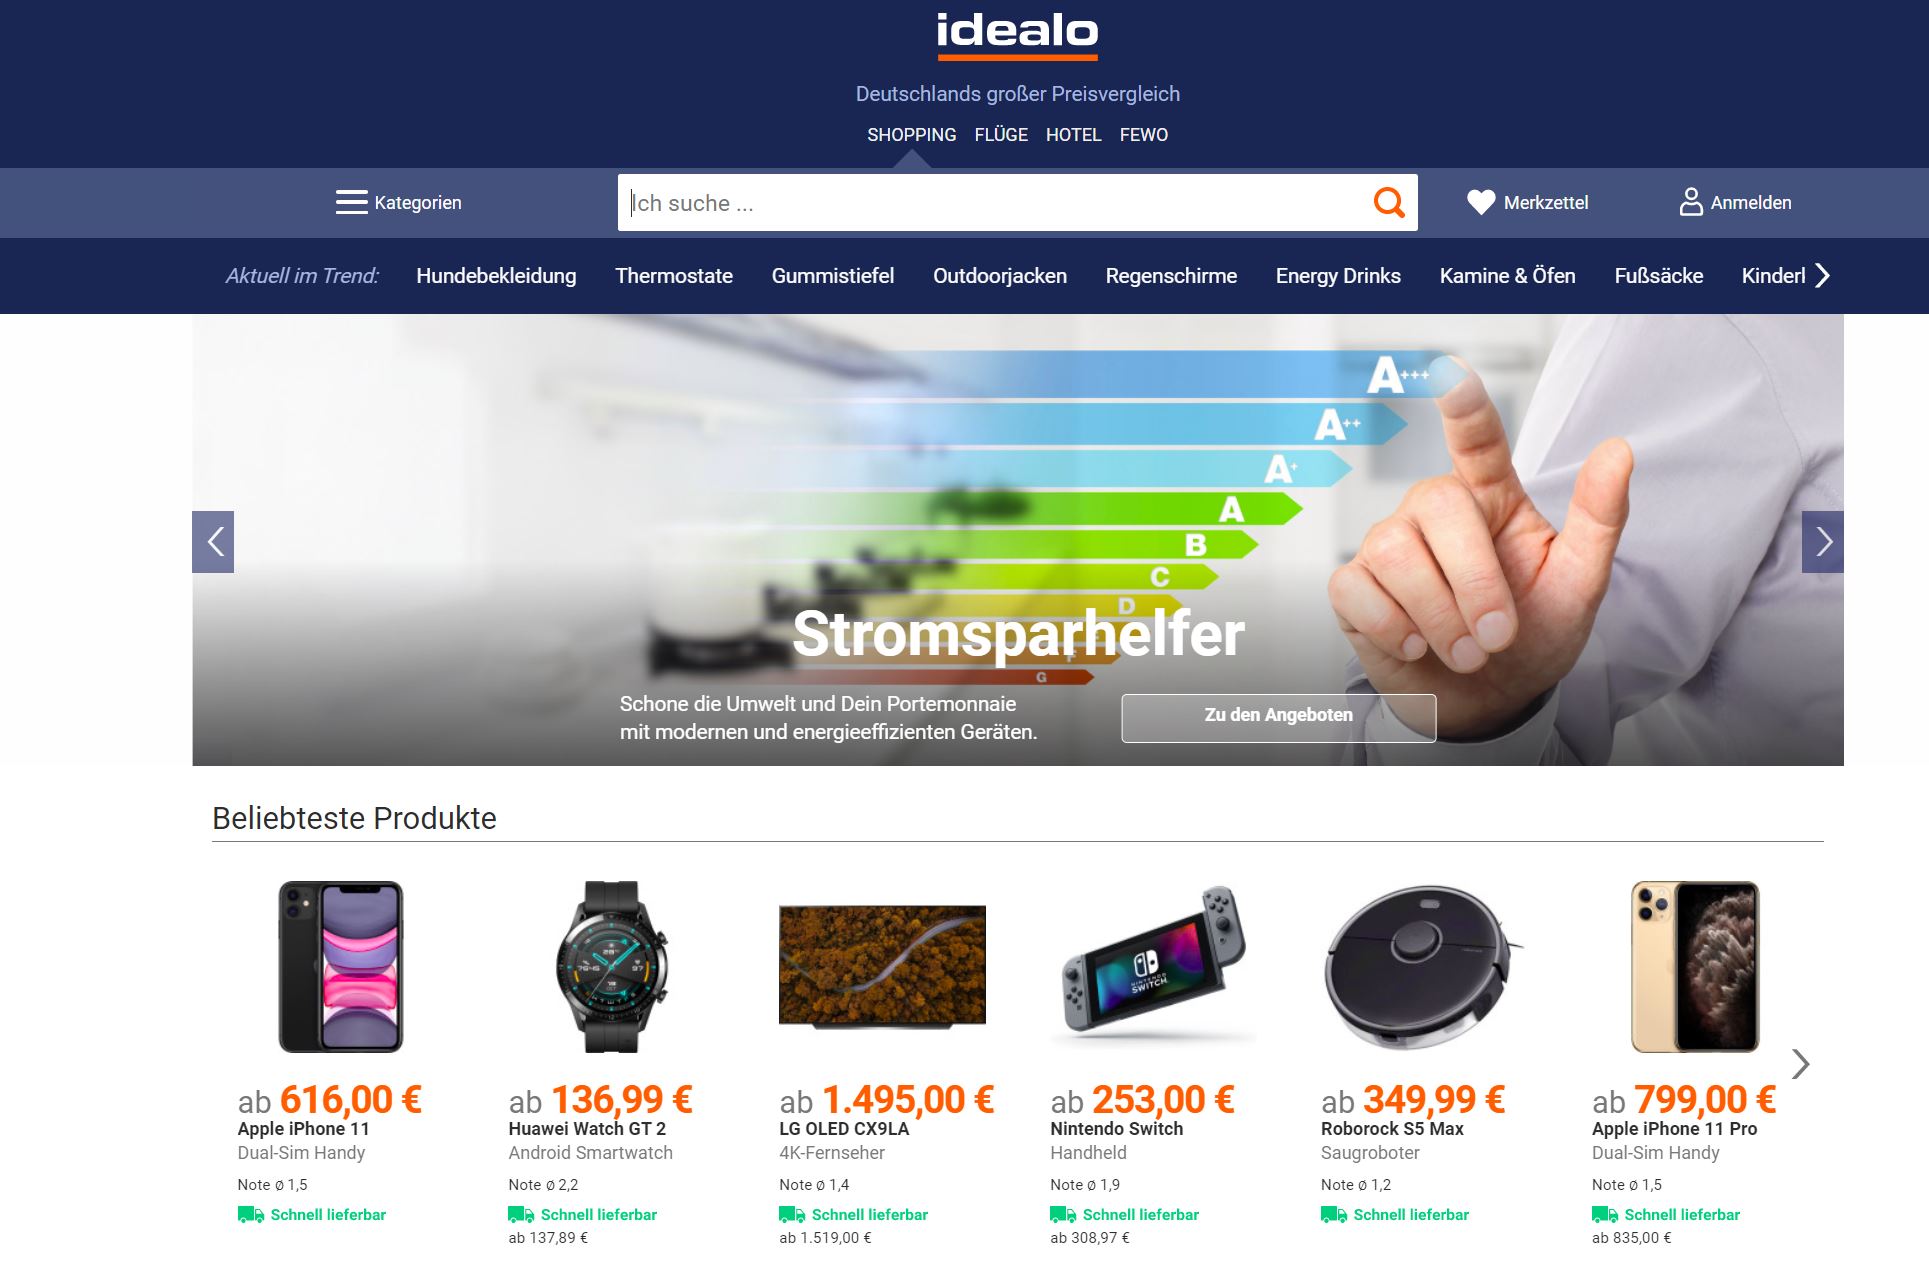 idealo
Deutschlands großer Preisvergleich
SHOPPING FLÜGE HOTEL FEWO
Kategorien
Ich suche ...
Merkzettel
Anmelden
Aktuell im Trend: Hundebekleidung Thermostate Gummistiefel Outdoorjacken Regenschirme Energy Drinks Kamine & Öfen Fußsäcke Kinderl
A+++
A++
A+
A
B
C
D
F
G
Stromsparhelfer
Schone die Umwelt und Dein Portemonnaie
mit modernen und energieeffizienten Geräten.
Zu den Angeboten
Beliebteste Produkte
NINTENDO
SWITCH
ab 616,00 €
Apple iPhone 11
Dual-Sim Handy
Note ∅ 1,5
Schnell lieferbar
ab 136,99 €
Huawei Watch GT 2
Android Smartwatch
Note ∅ 2,2
Schnell lieferbar
ab 137,89 €
ab 1.495,00 €
LG OLED CX9LA
4K-Fernseher
Note ∅ 1,4
Schnell lieferbar
ab 1.519,00 €
ab 253,00 €
Nintendo Switch
Handheld
Note ∅ 1,9
Schnell lieferbar
ab 308,97 €
ab 349,99 €
Roborock S5 Max
Saugroboter
Note ∅ 1,2
Schnell lieferbar
ab 799,00 €
Apple iPhone 11 Pro
Dual-Sim Handy
Note ∅ 1,5
Schnell lieferbar
ab 835,00 €